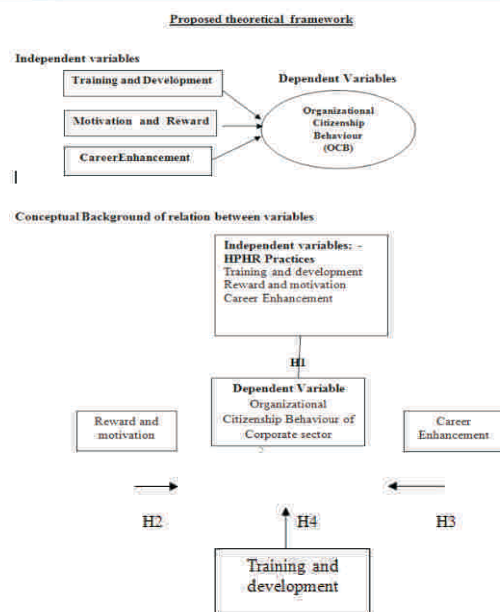 Proposed theoretical framework
Independent variables
Training and Development
Dependent Variables
Motivation and Reward
Organizational
Citizenship
Behaviour
(OCB)
CareerEnhancement
Conceptual Background of relation between variables
Independent variables: -
HPHR Practices
Training and development
Reward and motivation
Career Enhancement
H1
Dependent Variable
Organizational
Citizenship Behaviour of
Corporate sector
Reward and
motivation
Career
Enhancement
H2
H4
H3
Training and
development